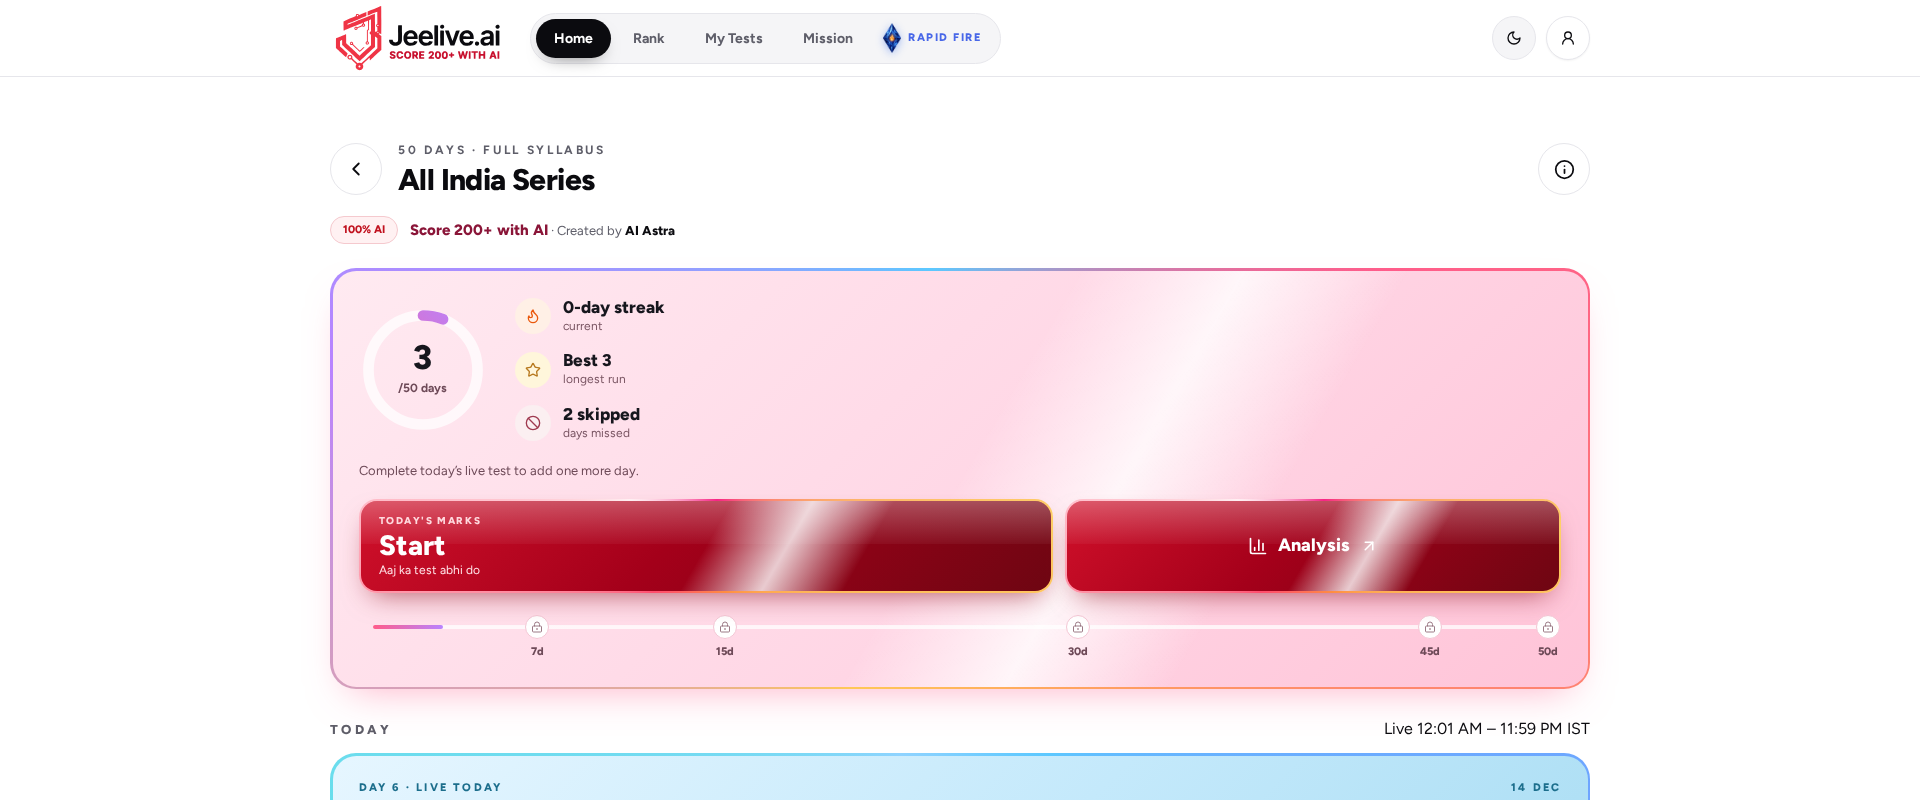 Jeelive.ai
SCORE 200+ WITH AI
Home
Rank
My Tests
Mission
RAPID FIRE
50 DAYS · FULL SYLLABUS
All India Series
100% AI
Score 200+ with AI · Created by AI Astra
3
/50 days
0-day streak
current
Best 3
longest run
2 skipped
days missed
Complete today's live test to add one more day.
TODAY'S MARKS
Start
Aaj ka test abhi do
Analysis
7d
15d
30d
45d
50d
TODAY
Live 12:01 AM – 11:59 PM IST
DAY 6 · LIVE TODAY
14 DEC